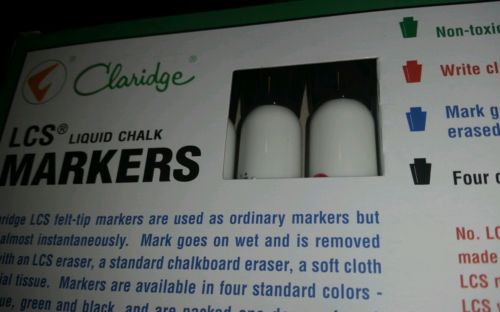 ® Claridge®
LCS® LIQUID CHALK
MARKERS
ridge LCS felt-tip markers are used as ordinary markers but
almost instantaneously. Mark goes on wet and is removed
with an LCS eraser, a standard chalkboard eraser, a soft cloth
ial tissue. Markers are available in four standard colors -
ue, green and black, and are packed one
Non-toxic
Write cl
Mark g
erased
Four
No. LC
made
LCS
LCS